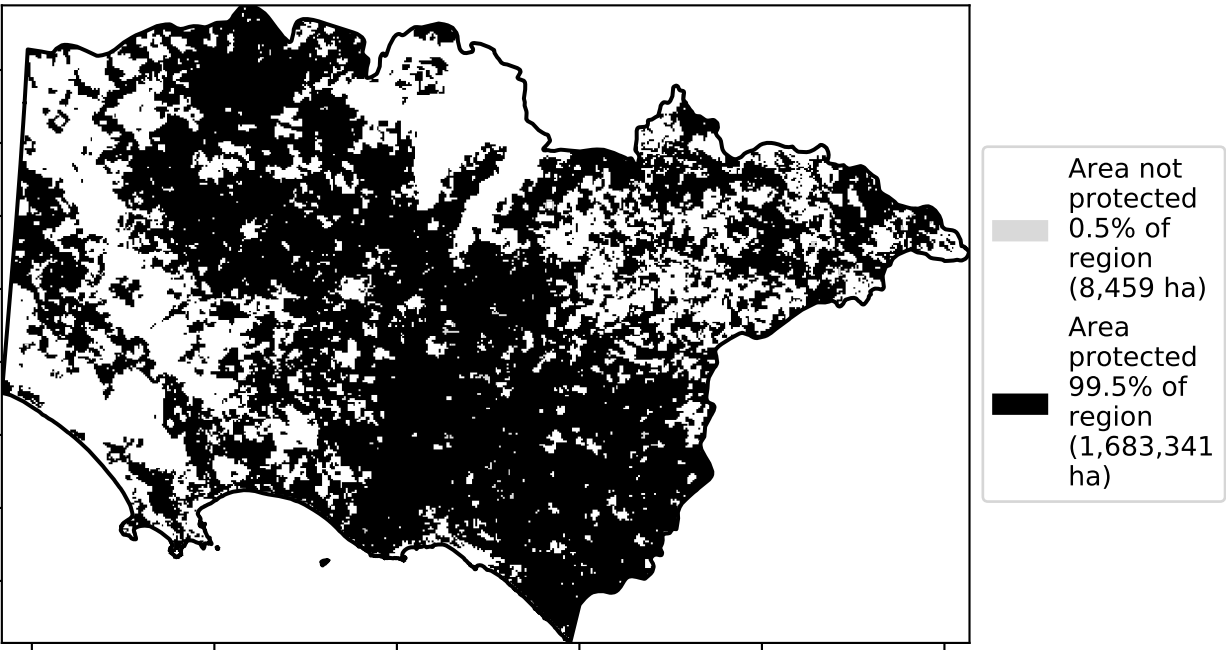 Area not
protected
0.5% of
region
(8,459 ha)
Area
protected
99.5% of
region
(1,683,341
ha)